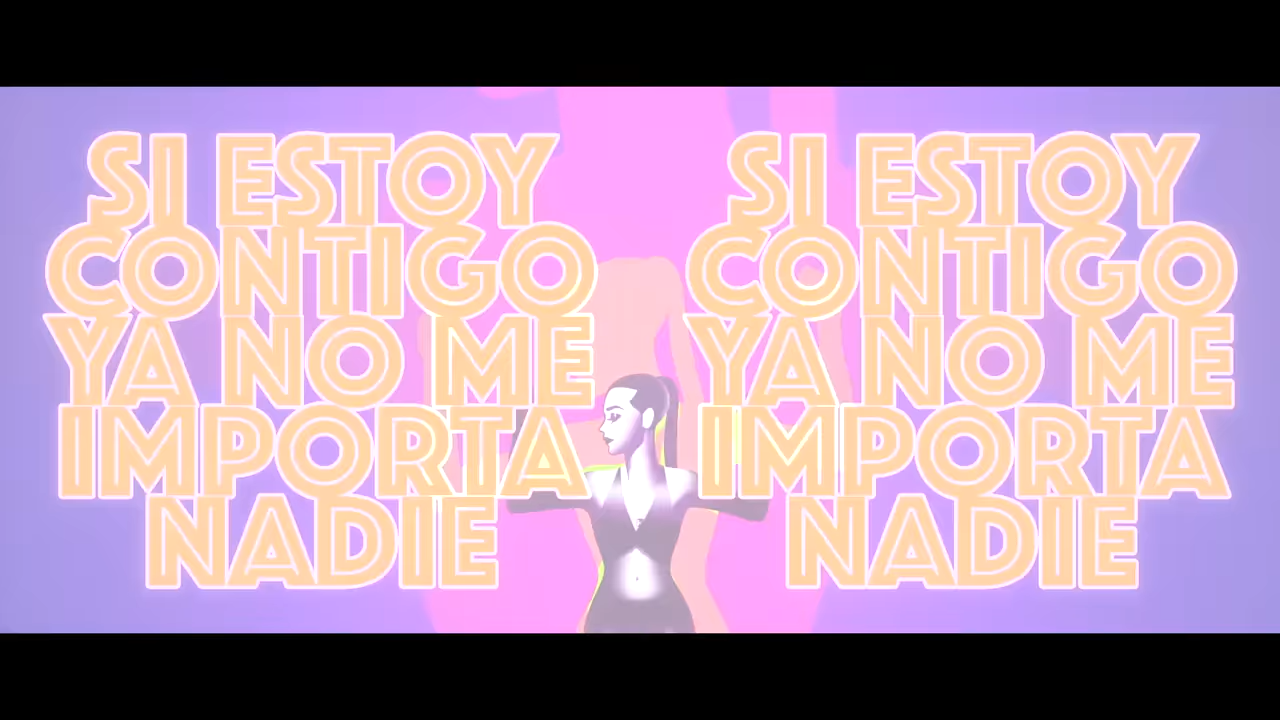 SI ESTOY
CONTIGO
YA NO ME
IMPORTA
NADIE
SI ESTOY
CONTIGO
YA NO ME
IMPORTA
NADIE